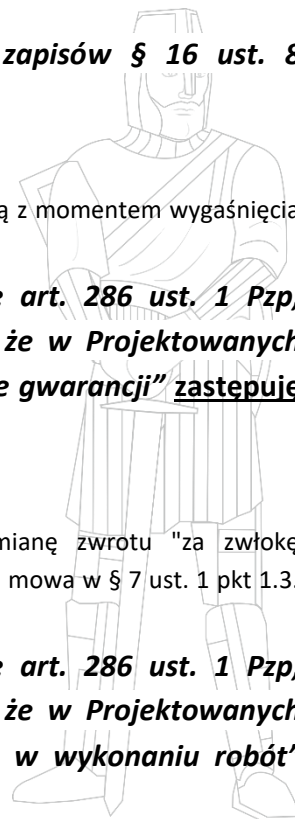 zapisów § 16 ust. 8
ą z momentem wygaśnięcia
e art. 286 ust. 1 Pzp,
że w Projektowanych
e gwarancji” zastępuję
mianę zwrotu "za zwłokę
mowa w § 7 ust. 1 pkt 1.3.
e art. 286 ust. 1 Pzp,
że w Projektowanych
w wykonaniu robót”